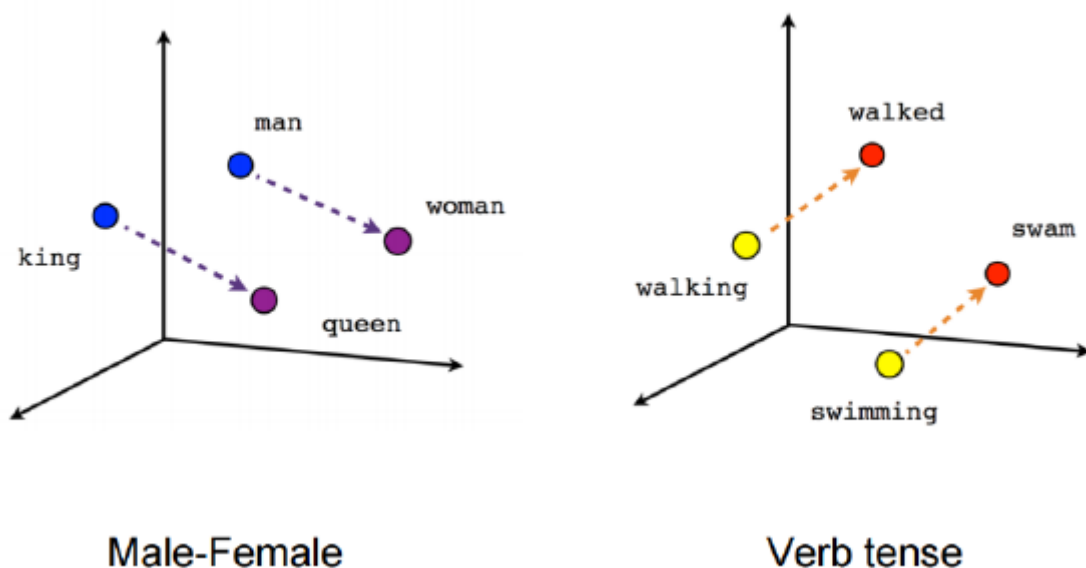 man
woman
king
queen
Male-Female
walked
swam
walking
swimming
Verb tense